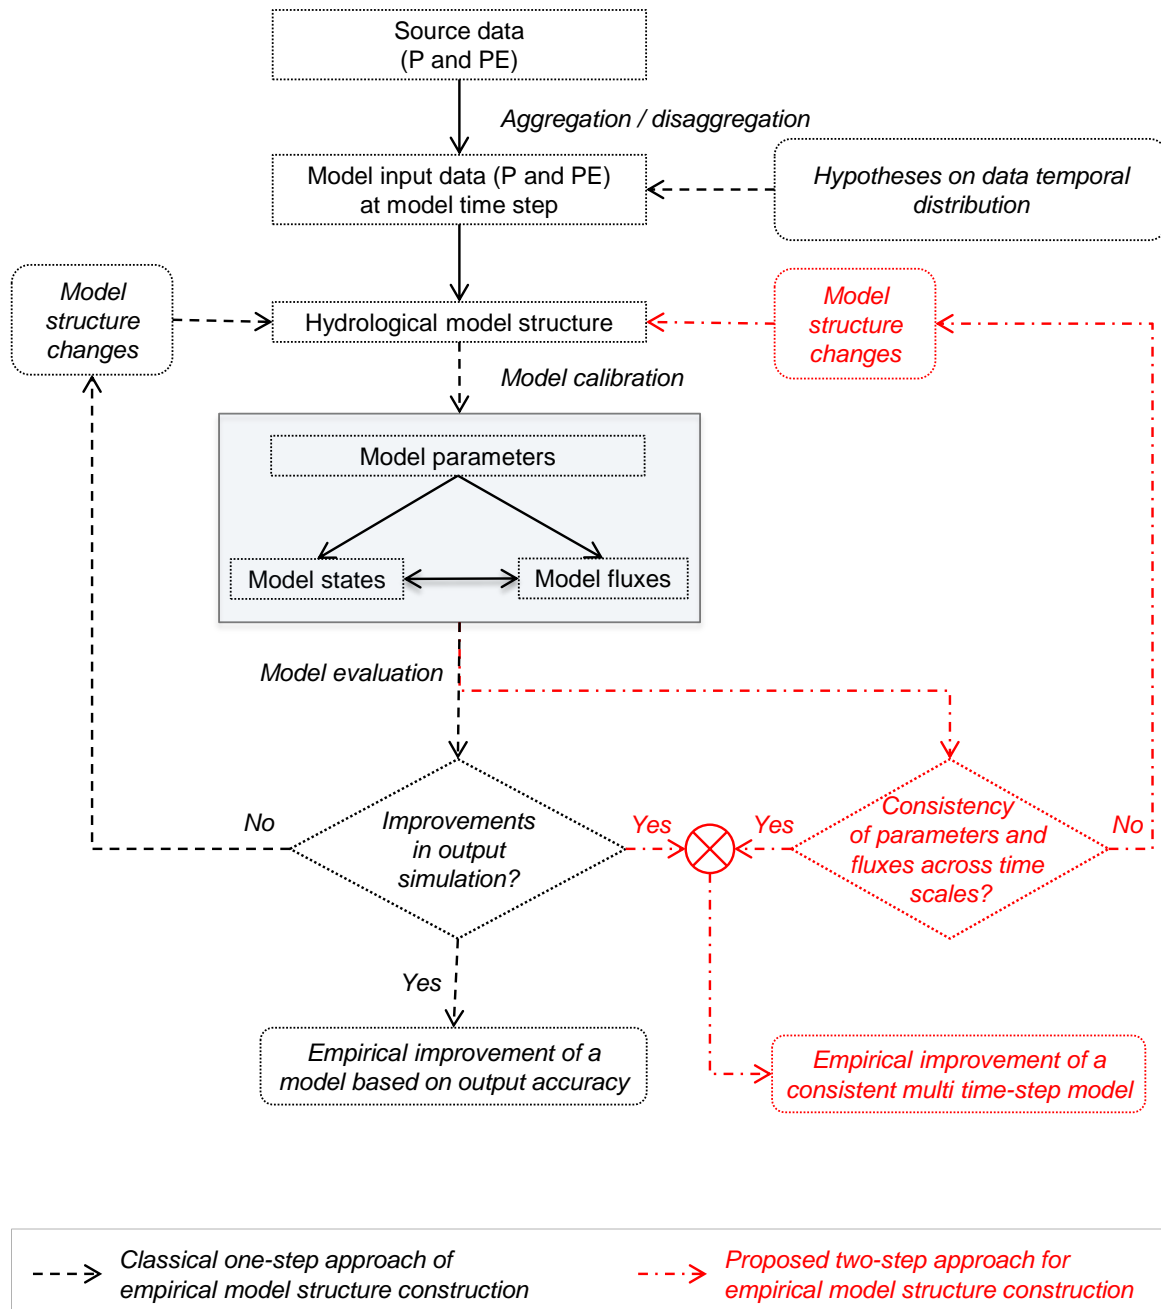 Source data
(P and PE)
Aggregation / disaggregation
Model input data (P and PE)
at model time step
Hypotheses on data temporal
distribution
Model
structure
changes
Hydrological model structure
Model
structure
changes
Model calibration
Model parameters
Model states
Model fluxes
Model evaluation
No
Improvements
in output
simulation?
Yes
Yes
Consistency
of parameters and
fluxes across time
scales?
No
Yes
Empirical improvement of a
model based on output accuracy
Empirical improvement of a
consistent multi time-step model
Classical one-step approach of
empirical model structure construction
Proposed two-step approach for
empirical model structure construction